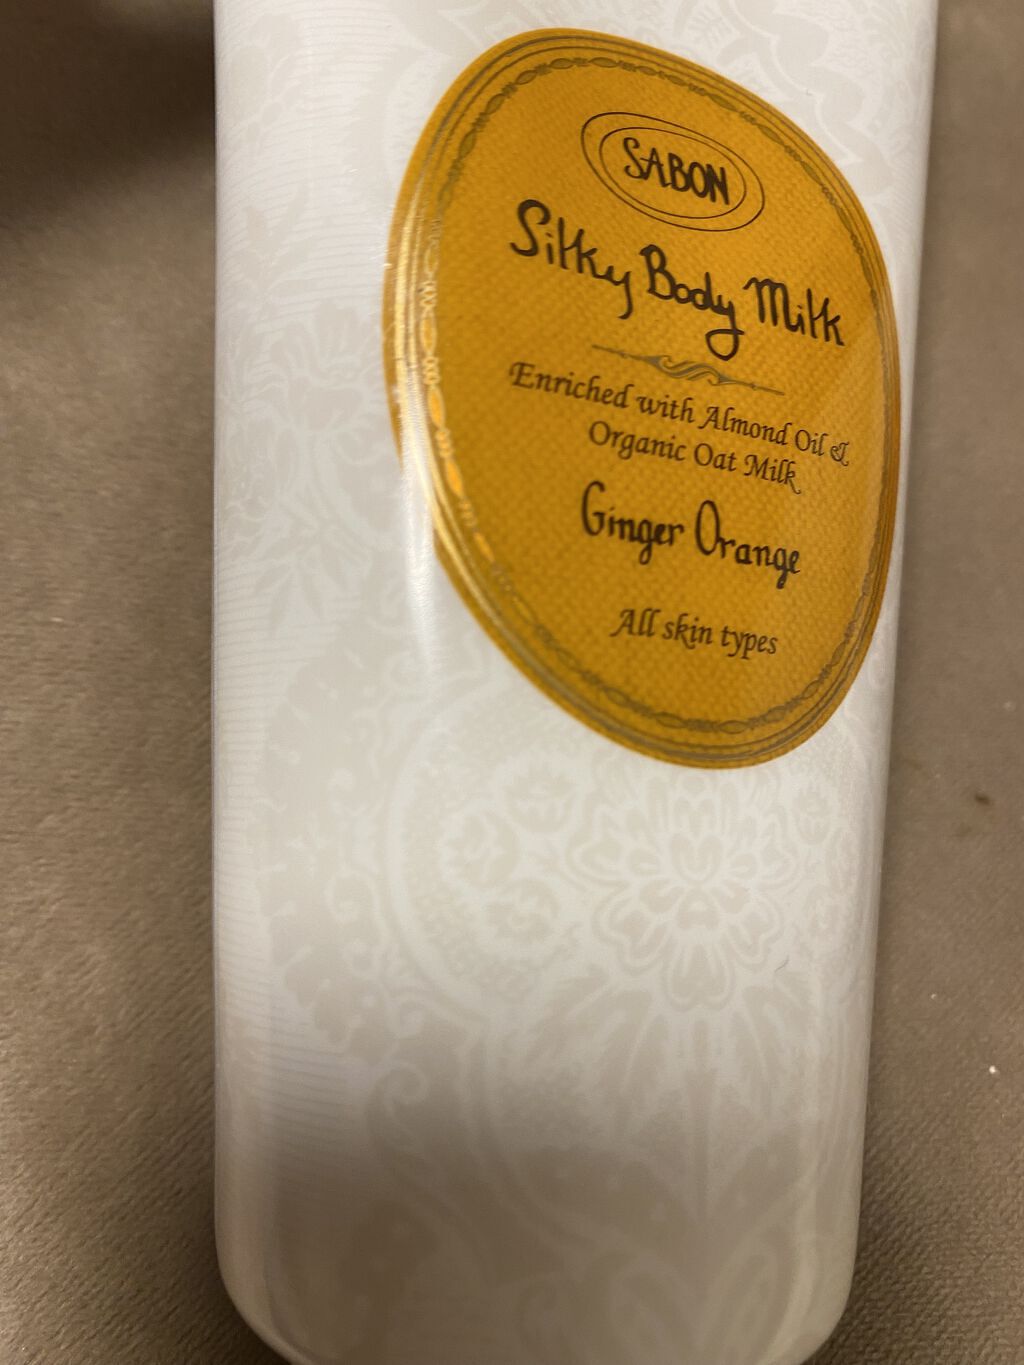 SABON
Silky Body Milk
Enriched with Almond Oil &
Organic Oat Milk
Ginger Orange
All skin types